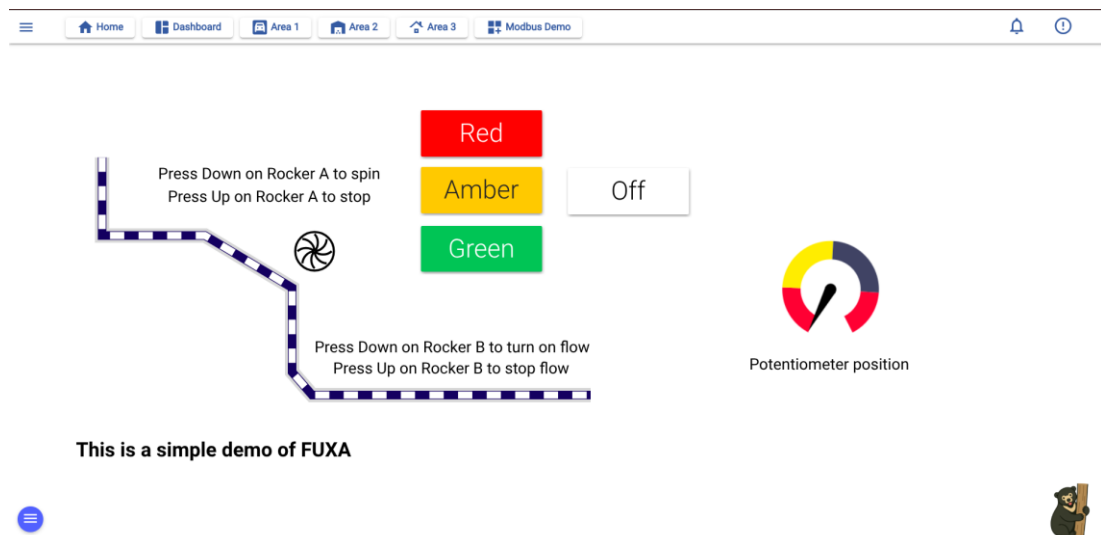 Home Dashboard Area 1 Area 2 Area 3 Modbus Demo
Red
Press Down on Rocker A to spin
Press Up on Rocker A to stop
Amber
Off
Green
Press Down on Rocker B to turn on flow
Press Up on Rocker B to stop flow
Potentiometer position
This is a simple demo of FUXA